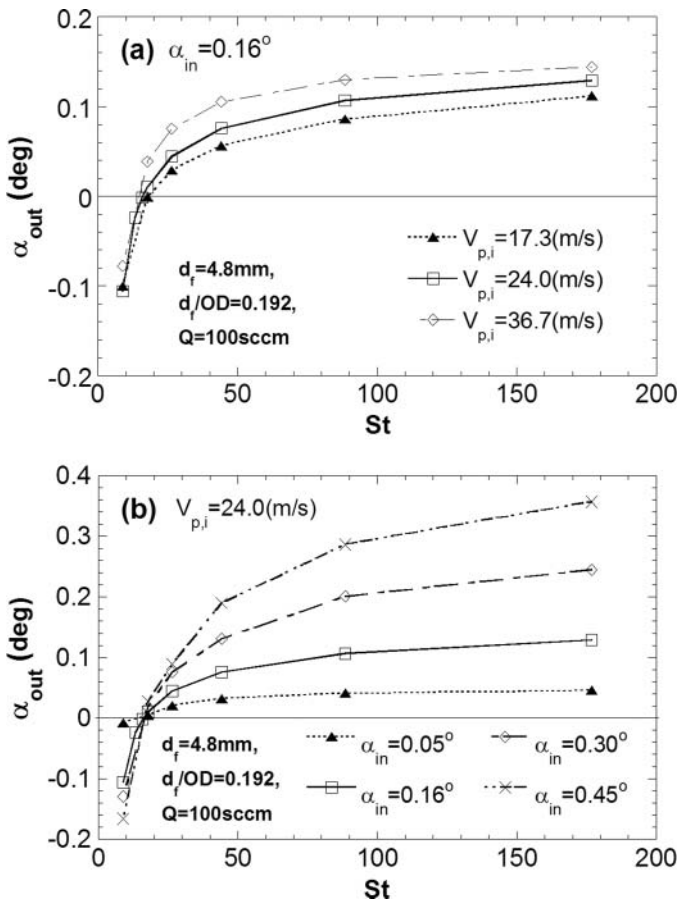 0.2
(a) α_in=0.16°
0.1
0
-0.1
-0.2
α_out (deg)
V_p,i=17.3(m/s)
V_p,i=24.0(m/s)
V_p,i=36.7(m/s)
d_f=4.8mm,
d_f/OD=0.192,
Q=100sccm
0 50 100 150 200
St
0.4
(b) V_p,i=24.0(m/s)
0.3
0.2
0.1
0
-0.1
-0.2
α_out (deg)
d_f=4.8mm,
d_f/OD=0.192,
Q=100sccm
α_in=0.05° α_in=0.30°
α_in=0.16° α_in=0.45°
0 50 100 150 200
St